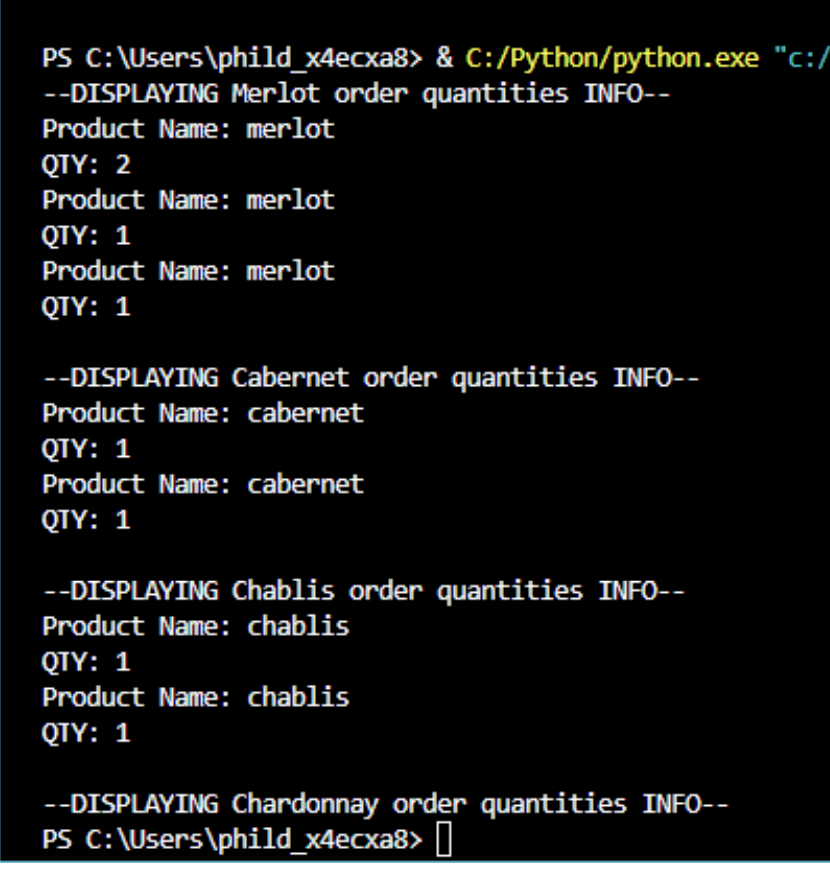 PS C:\Users\phild_x4ecxa8> & C:/Python/python.exe "c:/
--DISPLAYING Merlot order quantities INFO--
Product Name: merlot
QTY: 2
Product Name: merlot
QTY: 1
Product Name: merlot
QTY: 1
--DISPLAYING Cabernet order quantities INFO--
Product Name: cabernet
QTY: 1
Product Name: cabernet
QTY: 1
--DISPLAYING Chablis order quantities INFO--
Product Name: chablis
QTY: 1
Product Name: chablis
QTY: 1
--DISPLAYING Chardonnay order quantities INFO--
PS C:\Users\phild_x4ecxa8>